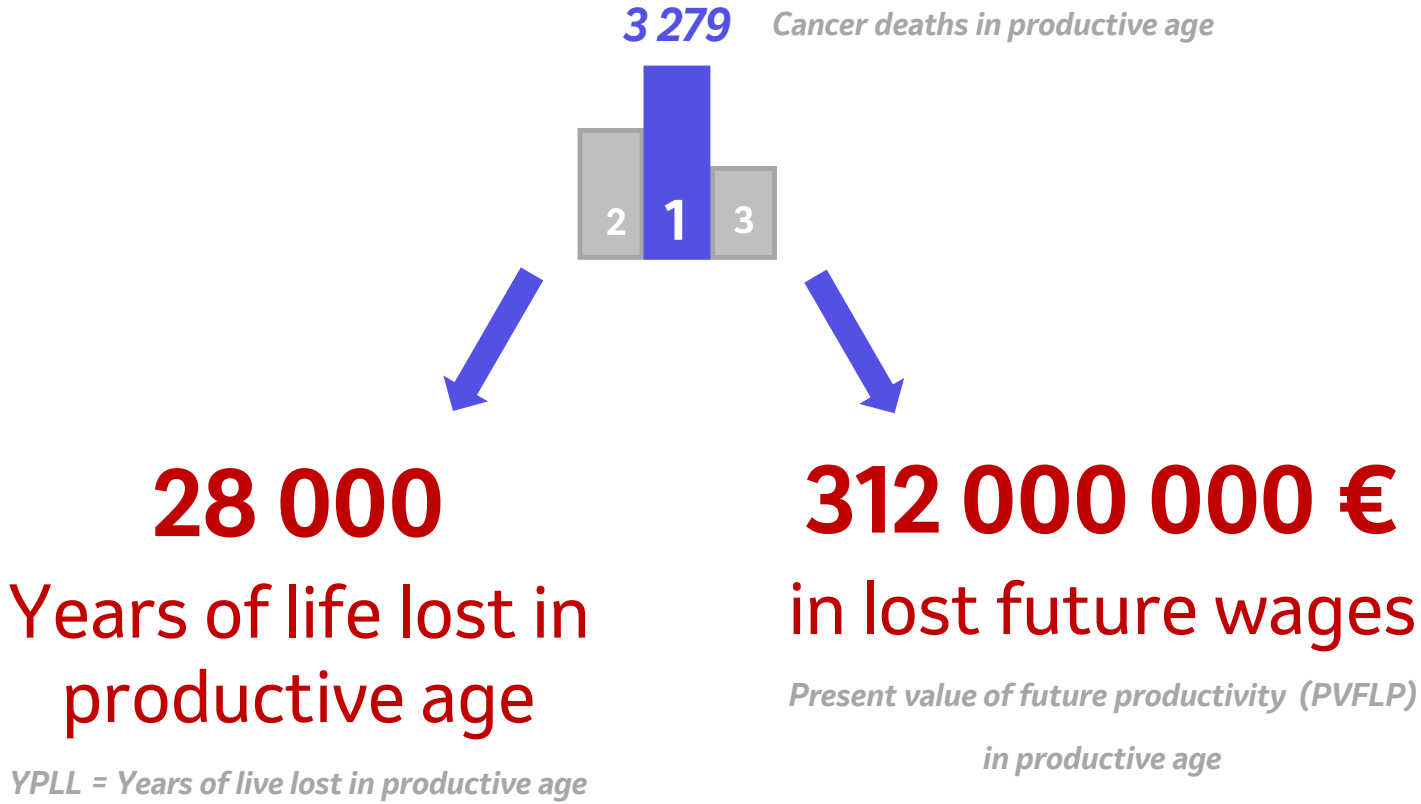 3 279
Cancer deaths in productive age
2
1
3
28 000
Years of life lost in
productive age
YPLL = Years of live lost in productive age
312 000 000 €
in lost future wages
Present value of future productivity (PVFLP)
in productive age